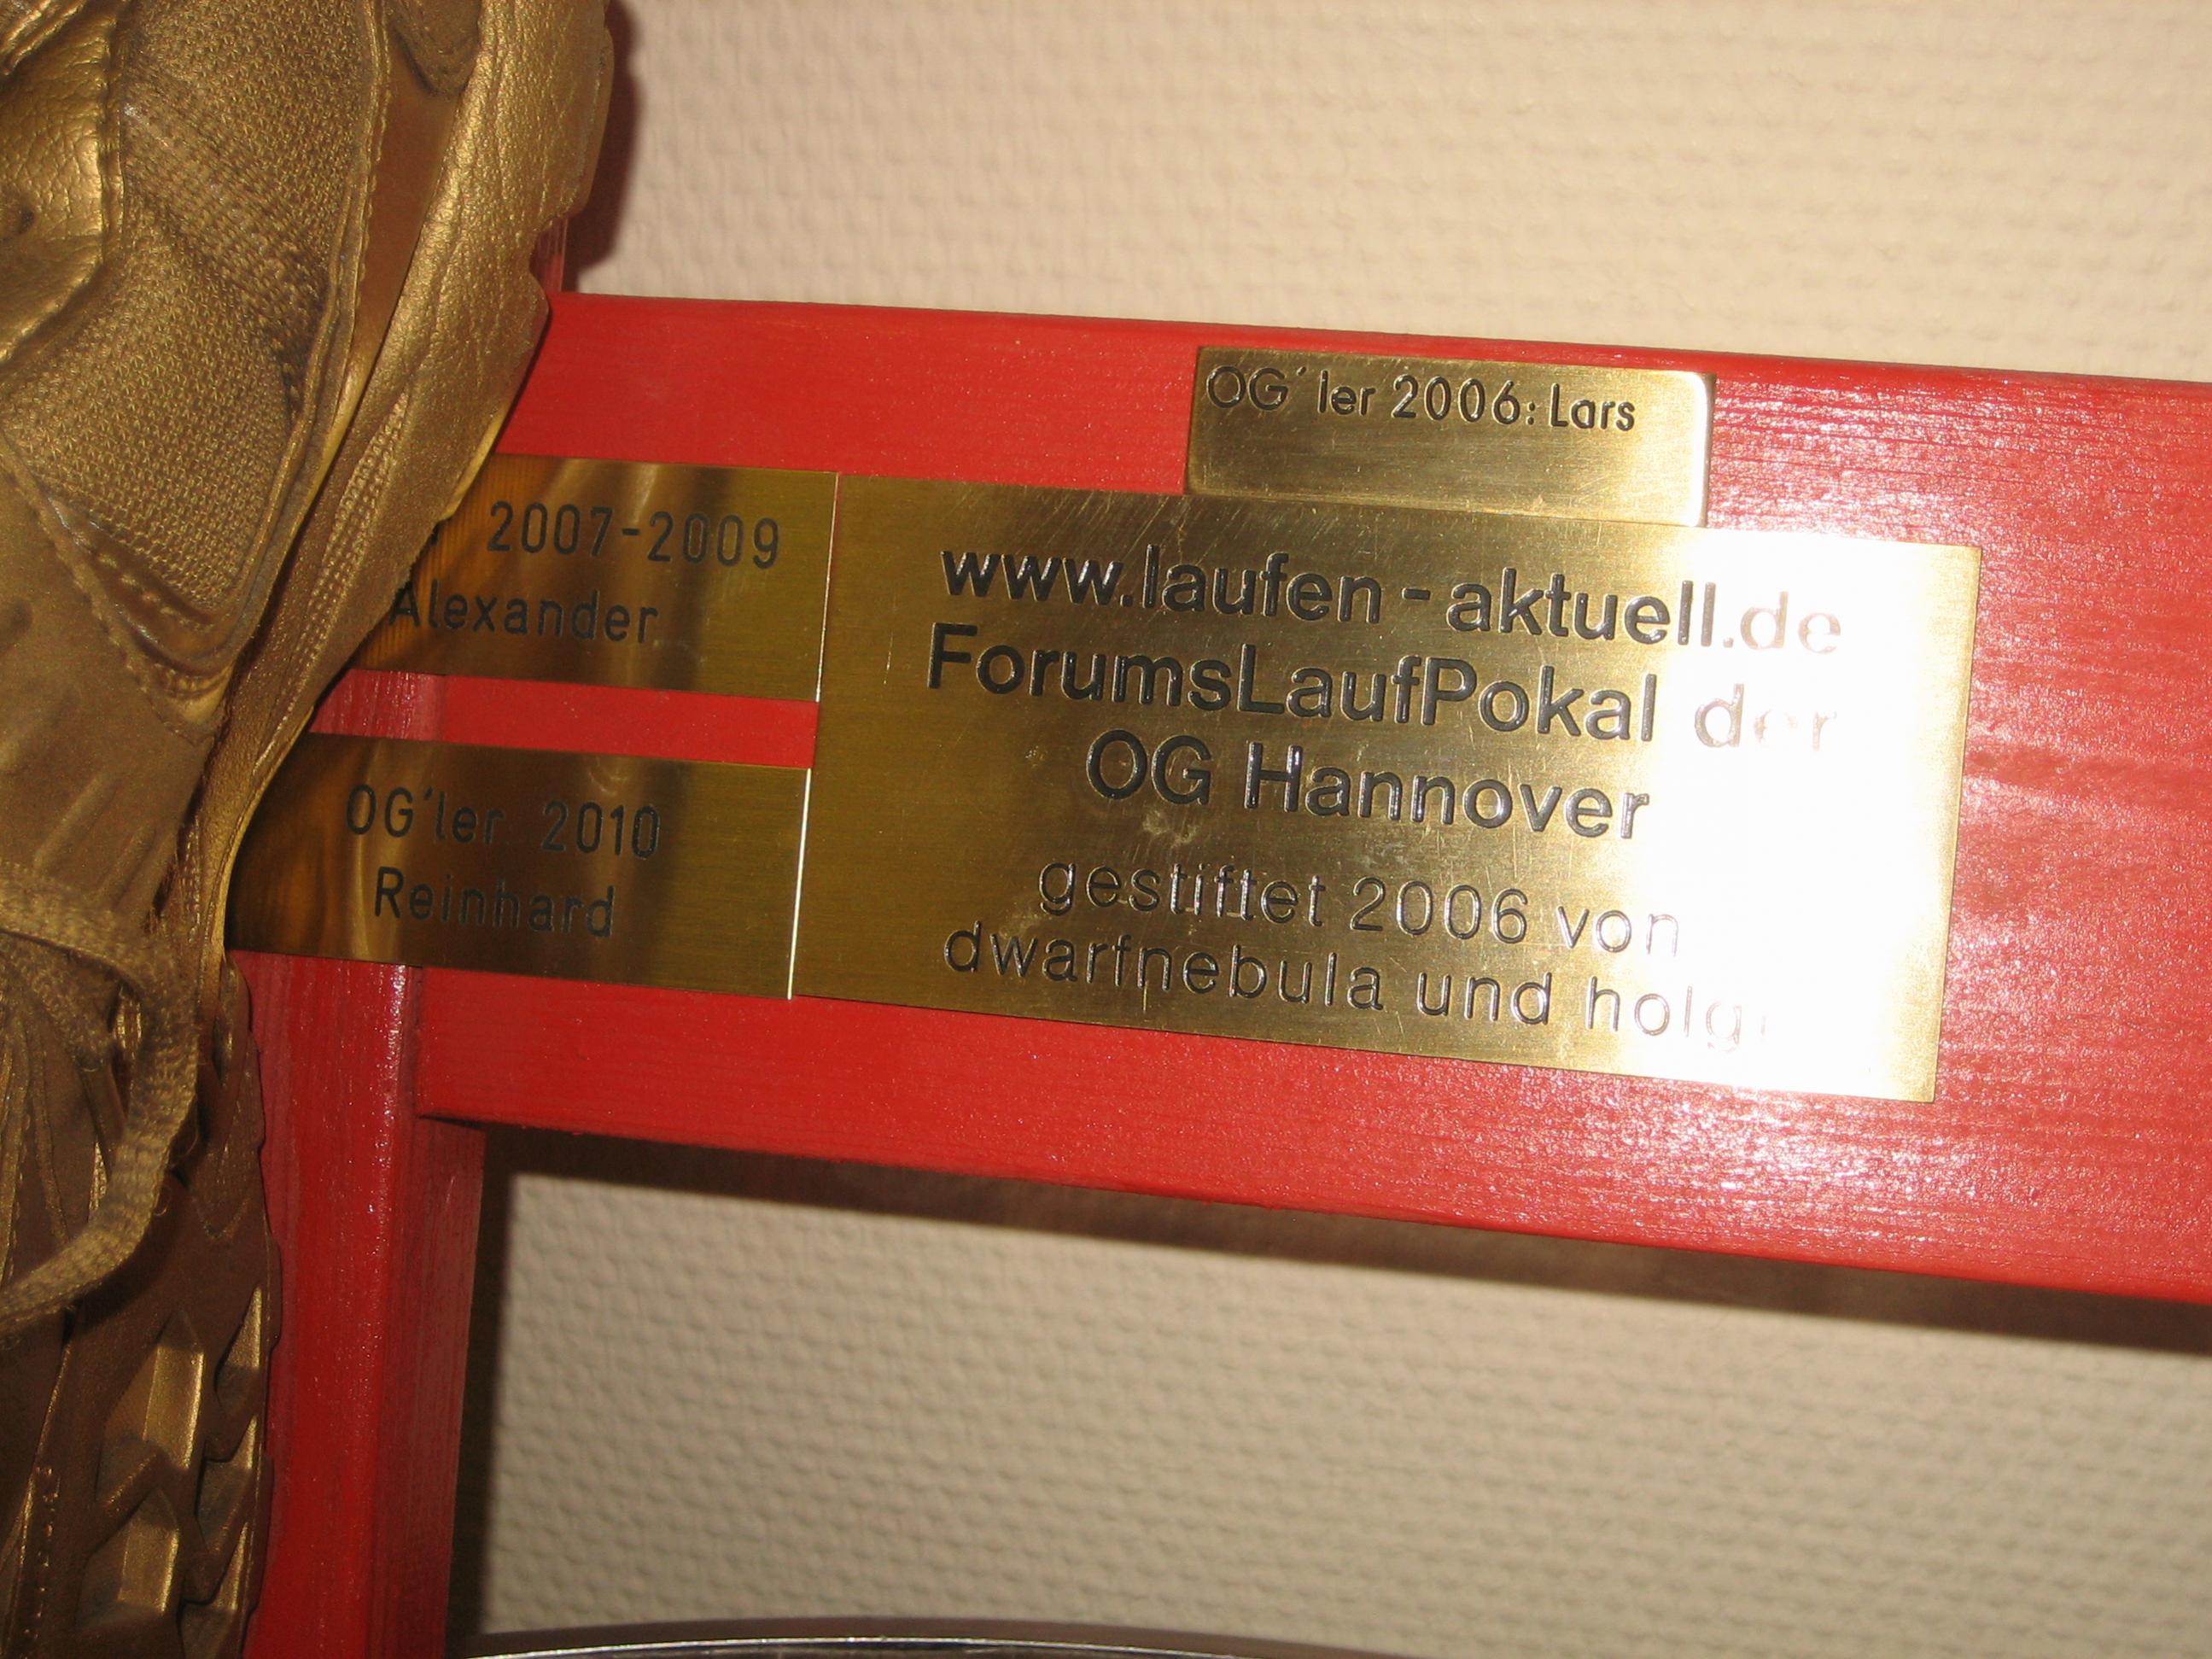 OG´ler 2006: Lars
2007-2009
Alexander
OG´ler 2010
Reinhard
www.laufen-aktuell.de
ForumsLaufPokal der
OG Hannover
gestiftet 2006 von
dwarfnebula und